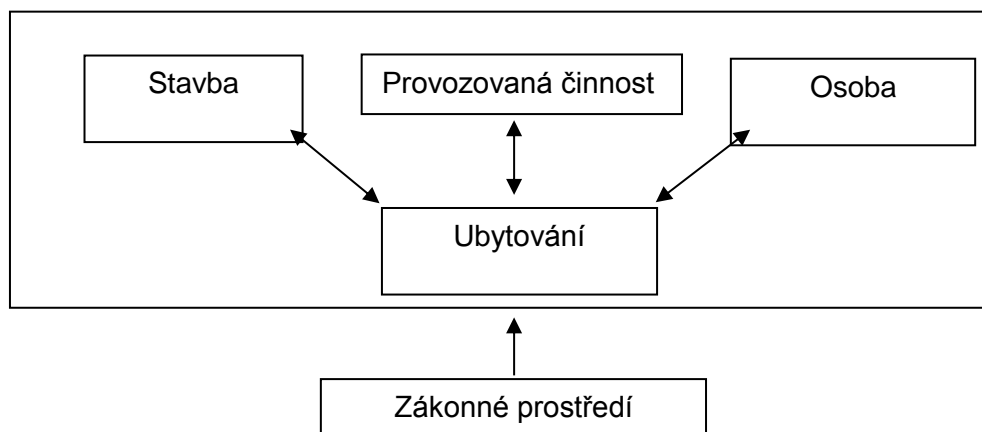 Stavba
Provozovaná činnost
Osoba
Ubytování
Zákonné prostředí